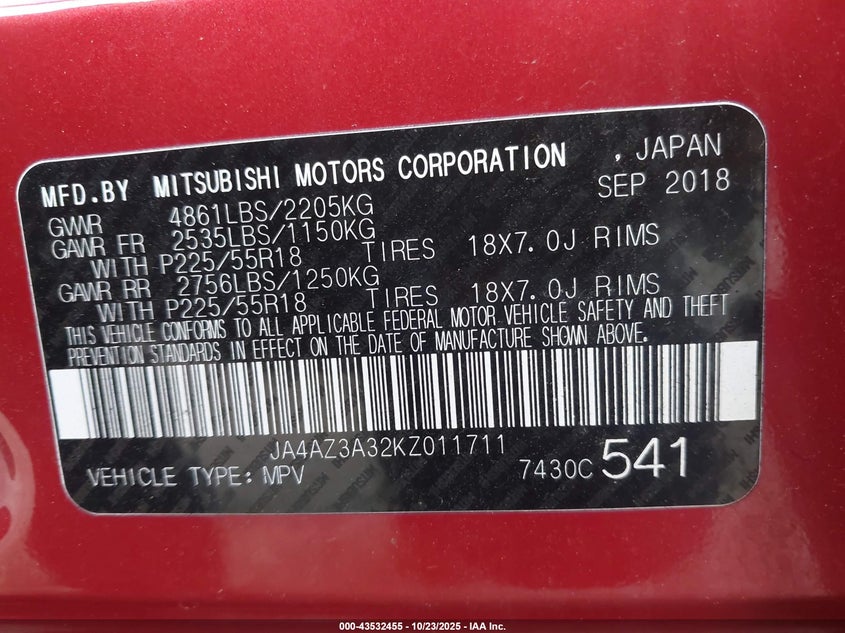 MFD.BY MITSUBISHI MOTORS CORPORATION , JAPAN
SEP 2018
GVWR 4861LBS/2205KG
GAWR FR 2535LBS/1150KG
WITH P225/55R18 TIRES 18X7.0J RIMS
GAWR RR 2756LBS/1250KG
WITH P225/55R18 TIRES 18X7.0J RIMS
THIS VEHICLE CONFORMS TO ALL APPLICABLE FEDERAL MOTOR VEHICLE SAFETY AND THEFT
PREVENTION STANDARDS IN EFFECT ON THE DATE OF MANUFACTURE SHOWN ABOVE.
JA4AZ3A32KZ011711
VEHICLE TYPE: MPV 7430C 541
000-43532455 - 10/23/2025 - IAA Inc.